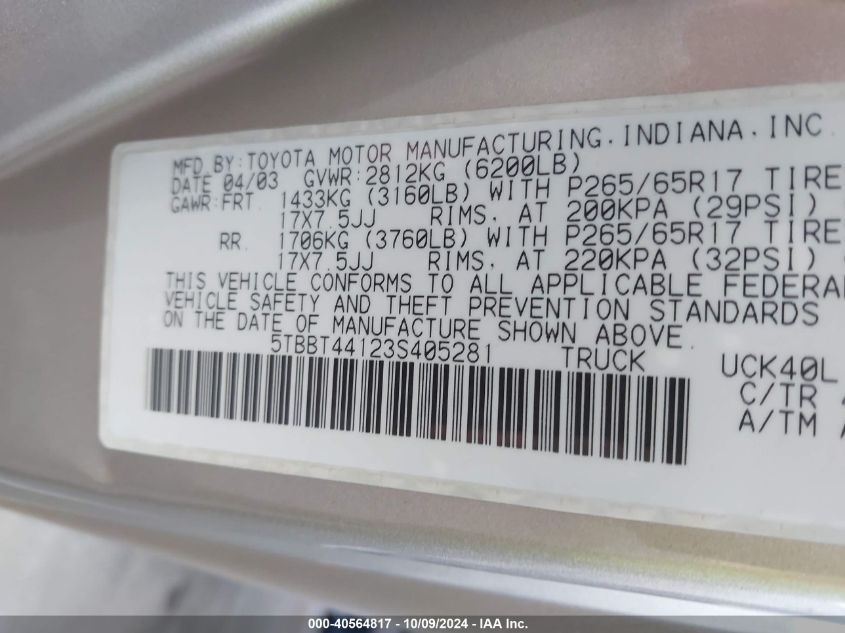 MFD. BY: TOYOTA MOTOR MANUFACTURING, INDIANA, INC.
DATE 04/03 GVWR: 2812KG (6200LB)
GAWR: FRT. 1433KG (3160LB) WITH P265/65R17 TIRE
17X7.5JJ RIMS, AT 200KPA (29PSI)
RR. 1706KG (3760LB) WITH P265/65R17 TIRE
17X7.5JJ RIMS, AT 220KPA (32PSI)
THIS VEHICLE CONFORMS TO ALL APPLICABLE FEDERAL
VEHICLE SAFETY AND THEFT PREVENTION STANDARDS
ON THE DATE OF MANUFACTURE SHOWN ABOVE.
5TBBT44123S405281 TRUCK UCK40L
C/TR
A/TM
000-40564817 - 10/09/2024 - IAA Inc.